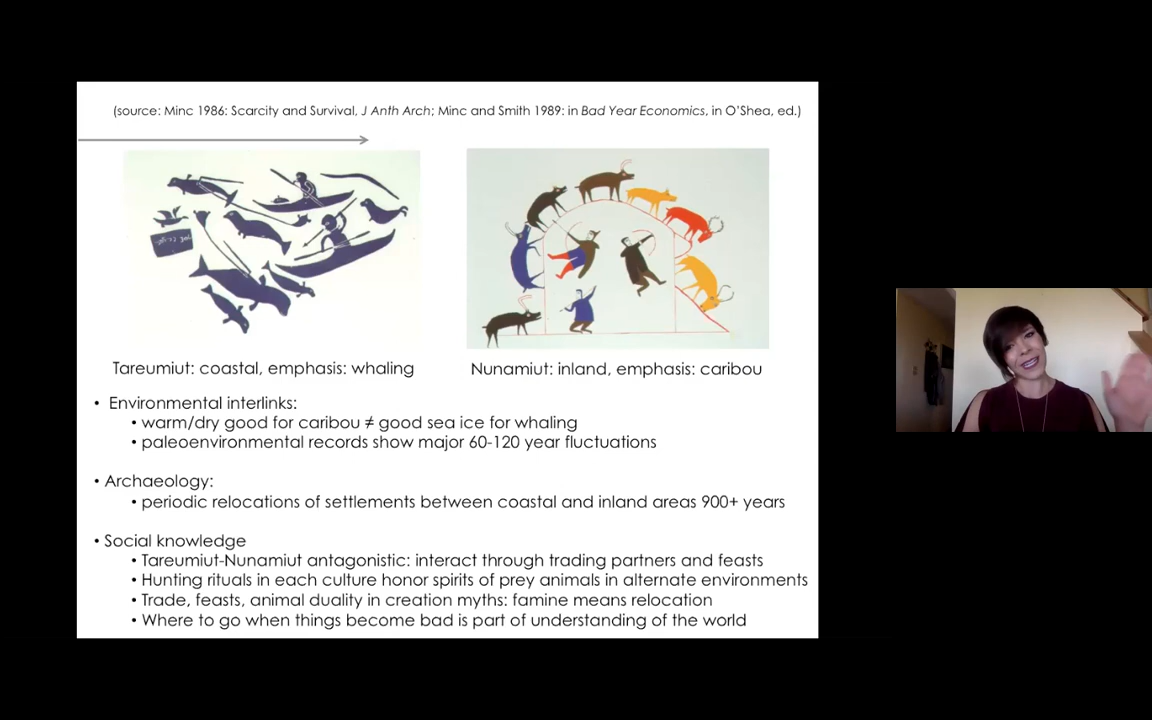 (source: Minc 1986: Scarcity and Survival, J Anth Arch; Minc and Smith 1989: in Bad Year Economics, in O'Shea, ed.)
Tareumiut: coastal, emphasis: whaling
Nunamiut: inland, emphasis: caribou
• Environmental interlinks:
• warm/dry good for caribou ≠ good sea ice for whaling
• paleoenvironmental records show major 60-120 year fluctuations
• Archaeology:
• periodic relocations of settlements between coastal and inland areas 900+ years
• Social knowledge
• Tareumiut-Nunamiut antagonistic: interact through trading partners and feasts
• Hunting rituals in each culture honor spirits of prey animals in alternate environments
• Trade, feasts, animal duality in creation myths: famine means relocation
• Where to go when things become bad is part of understanding of the world